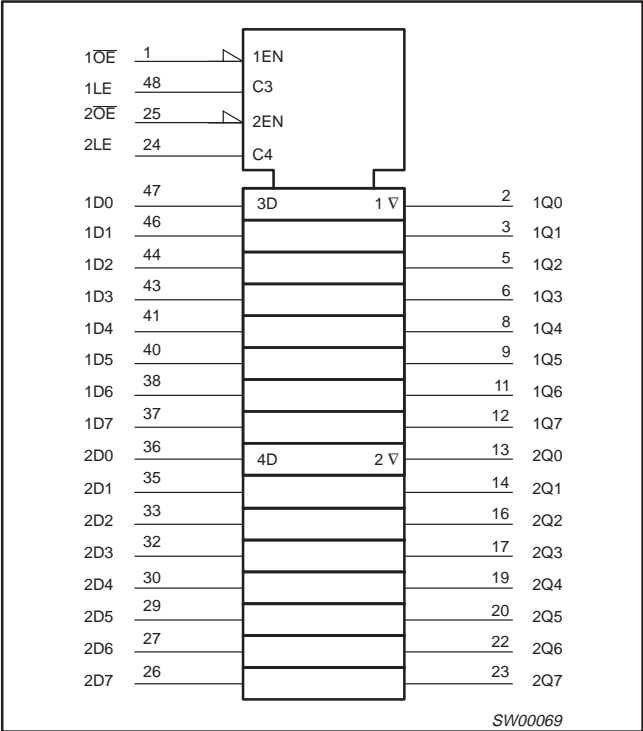 1O̅E̅ 1 1EN
1LE 48 C3
2O̅E̅ 25 2EN
2LE 24 C4
1D0 47 3D 1 ∇ 2 1Q0
1D1 46 3 1Q1
1D2 44 5 1Q2
1D3 43 6 1Q3
1D4 41 8 1Q4
1D5 40 9 1Q5
1D6 38 11 1Q6
1D7 37 12 1Q7
2D0 36 4D 2 ∇ 13 2Q0
2D1 35 14 2Q1
2D2 33 16 2Q2
2D3 32 17 2Q3
2D4 30 19 2Q4
2D5 29 20 2Q5
2D6 27 22 2Q6
2D7 26 23 2Q7
SW00069